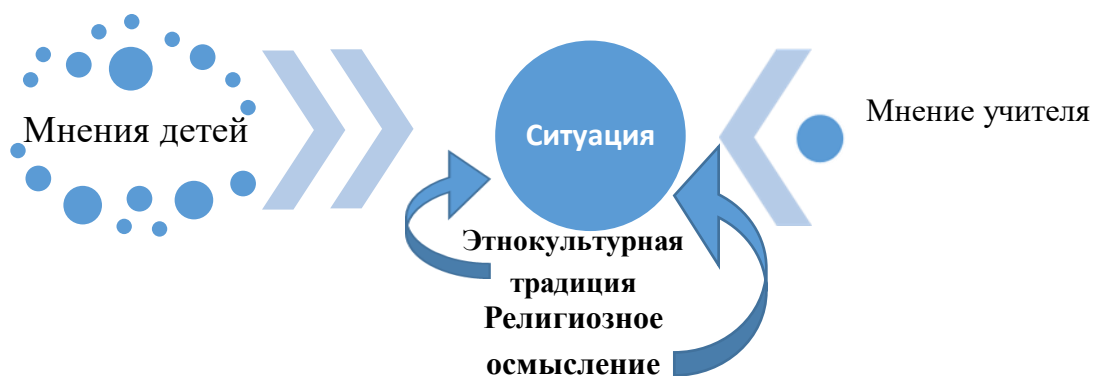 Мнения детей
Ситуация
Мнение учителя
Этнокультурная
традиция
Религиозное
осмысление